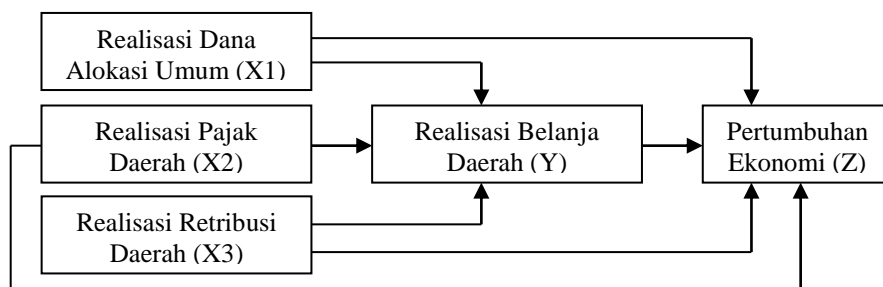 Realisasi Dana
Alokasi Umum (X1)
Realisasi Pajak
Daerah (X2)
Realisasi Belanja
Daerah (Y)
Pertumbuhan
Ekonomi (Z)
Realisasi Retribusi
Daerah (X3)